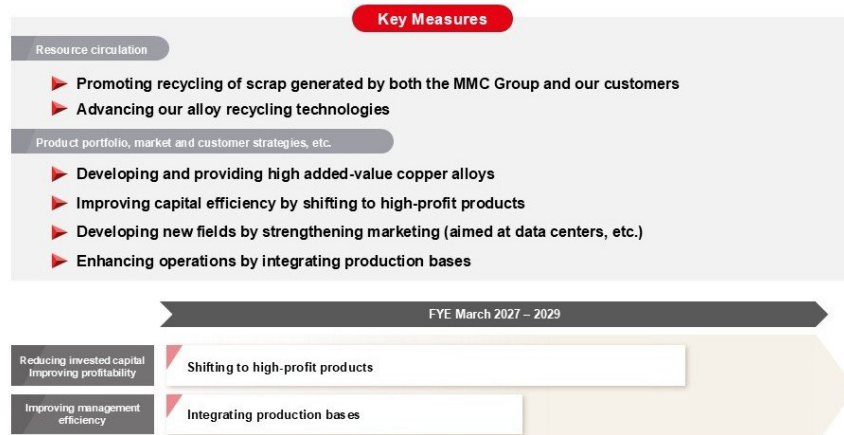 Key Measures
Resource circulation
Promoting recycling of scrap generated by both the MMC Group and our customers
Advancing our alloy recycling technologies
Product portfolio, market and customer strategies, etc.
Developing and providing high added-value copper alloys
Improving capital efficiency by shifting to high-profit products
Developing new fields by strengthening marketing (aimed at data centers, etc.)
Enhancing operations by integrating production bases
FYE March 2027 – 2029
Reducing invested capital
Improving profitability
Shifting to high-profit products
Improving management
efficiency
Integrating production bases